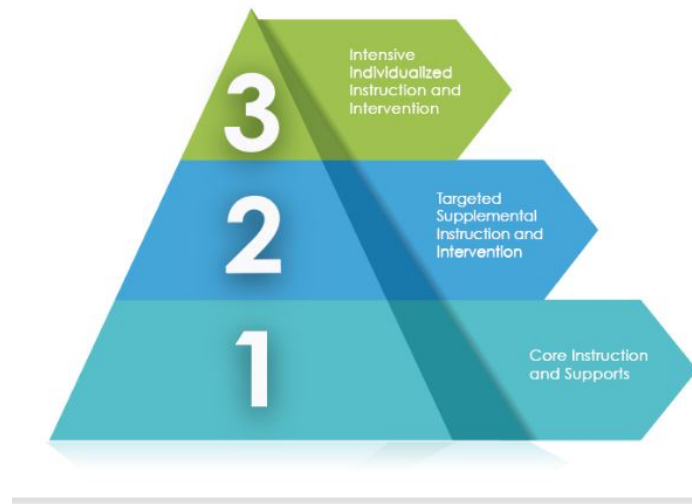 3
Intensive
Individualized
Instruction and
Intervention
2
Targeted
Supplemental
Instruction and
Intervention
1
Core Instruction
and Supports